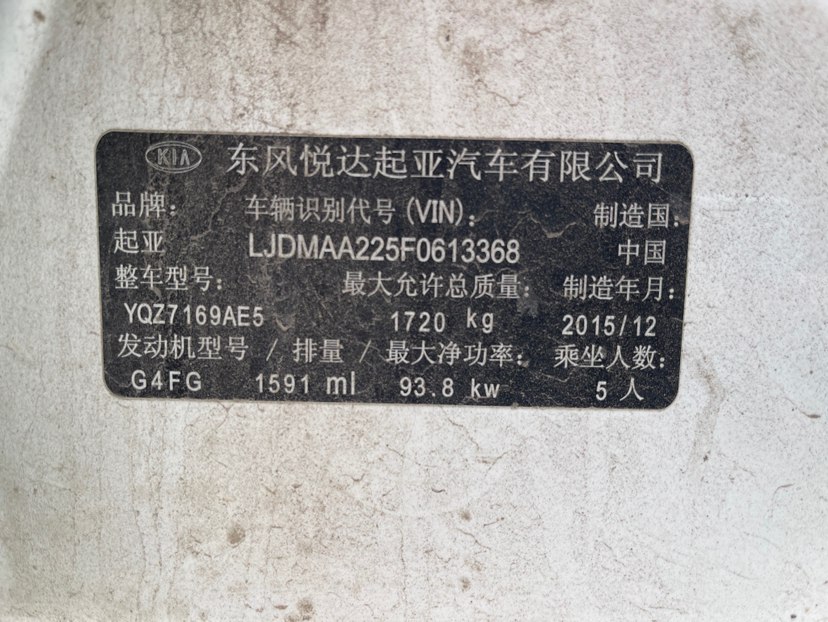 KIA 东风悦达起亚汽车有限公司
品牌: 车辆识别代号(VIN): 制造国:
起亚 LJDMAA225F0613368 中国
整车型号: 最大允许总质量: 制造年月:
YQZ7169AE5 1720 kg 2015/12
发动机型号 / 排量 / 最大净功率: 乘坐人数:
G4FG 1591 ml 93.8 kw 5 人